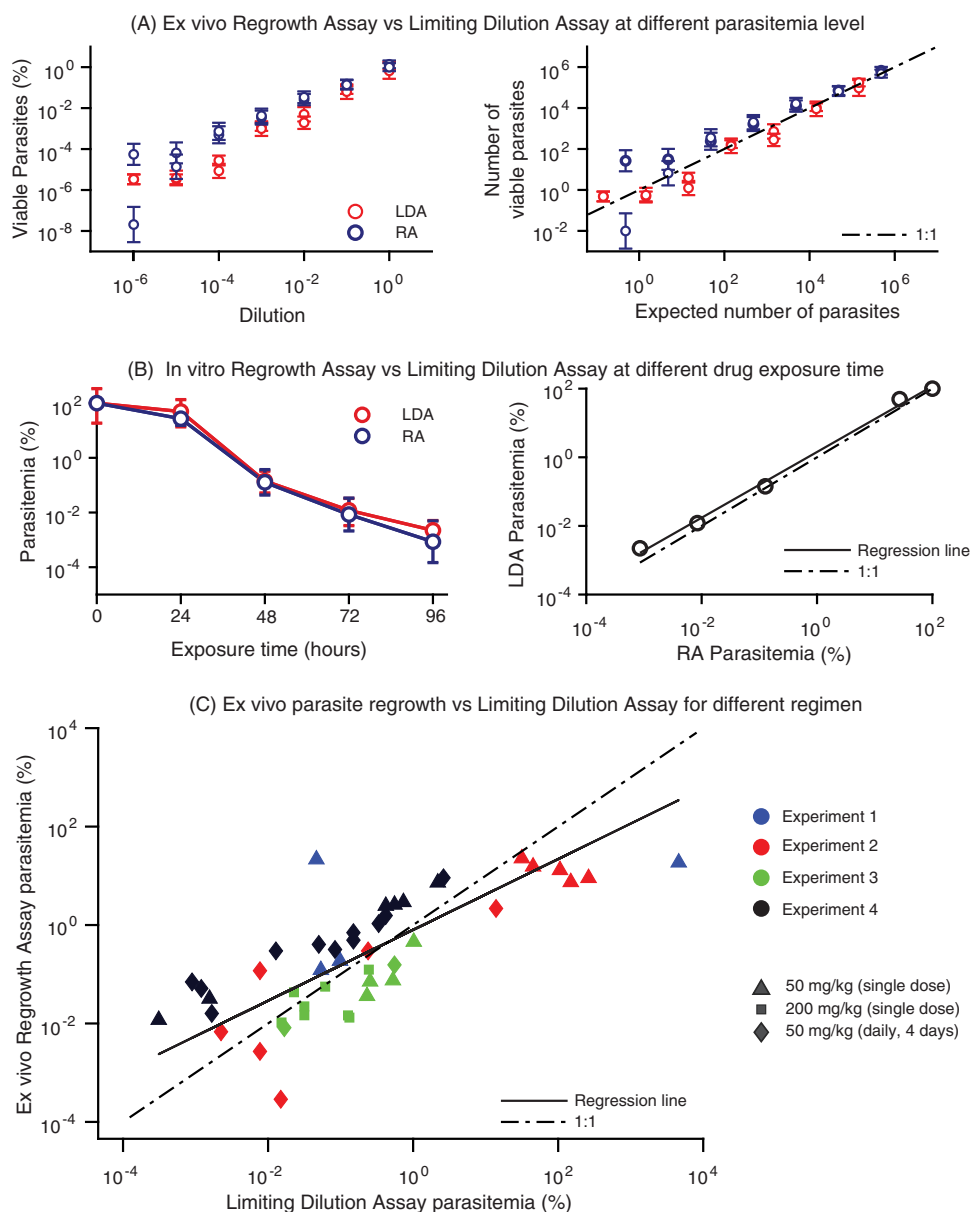 (A) Ex vivo Regrowth Assay vs Limiting Dilution Assay at different parasitemia level
Viable Parasites (%)
10^0
10^-2
10^-4
10^-6
10^-8
LDA
RA
10^-6
10^-4
10^-2
10^0
Dilution
Number of
viable parasites
10^6
10^4
10^2
10^0
10^-2
1:1
10^0
10^2
10^4
10^6
Expected number of parasites
(B) In vitro Regrowth Assay vs Limiting Dilution Assay at different drug exposure time
Parasitemia (%)
10^2
10^0
10^-2
10^-4
LDA
RA
0
24
48
72
96
Exposure time (hours)
LDA Parasitemia (%)
10^2
10^0
10^-2
10^-4
Regression line
1:1
10^-4
10^-2
10^0
10^2
RA Parasitemia (%)
(C) Ex vivo parasite regrowth vs Limiting Dilution Assay for different regimen
Ex vivo Regrowth Assay parasitemia (%)
10^4
10^2
10^0
10^-2
10^-4
Experiment 1
Experiment 2
Experiment 3
Experiment 4
50 mg/kg (single dose)
200 mg/kg (single dose)
50 mg/kg (daily, 4 days)
Regression line
1:1
10^-4
10^-2
10^0
10^2
10^4
Limiting Dilution Assay parasitemia (%)